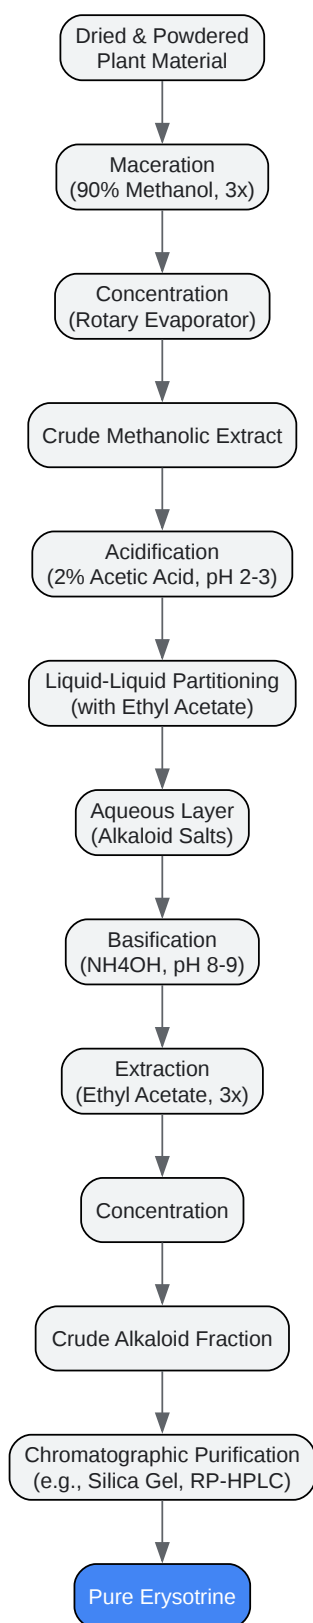 Dried & Powdered
Plant Material
Maceration
(90% Methanol, 3x)
Concentration
(Rotary Evaporator)
Crude Methanolic Extract
Acidification
(2% Acetic Acid, pH 2-3)
Liquid-Liquid Partitioning
(with Ethyl Acetate)
Aqueous Layer
(Alkaloid Salts)
Basification
(NH4OH, pH 8-9)
Extraction
(Ethyl Acetate, 3x)
Concentration
Crude Alkaloid Fraction
Chromatographic Purification
(e.g., Silica Gel, RP-HPLC)
Pure Erysotrine